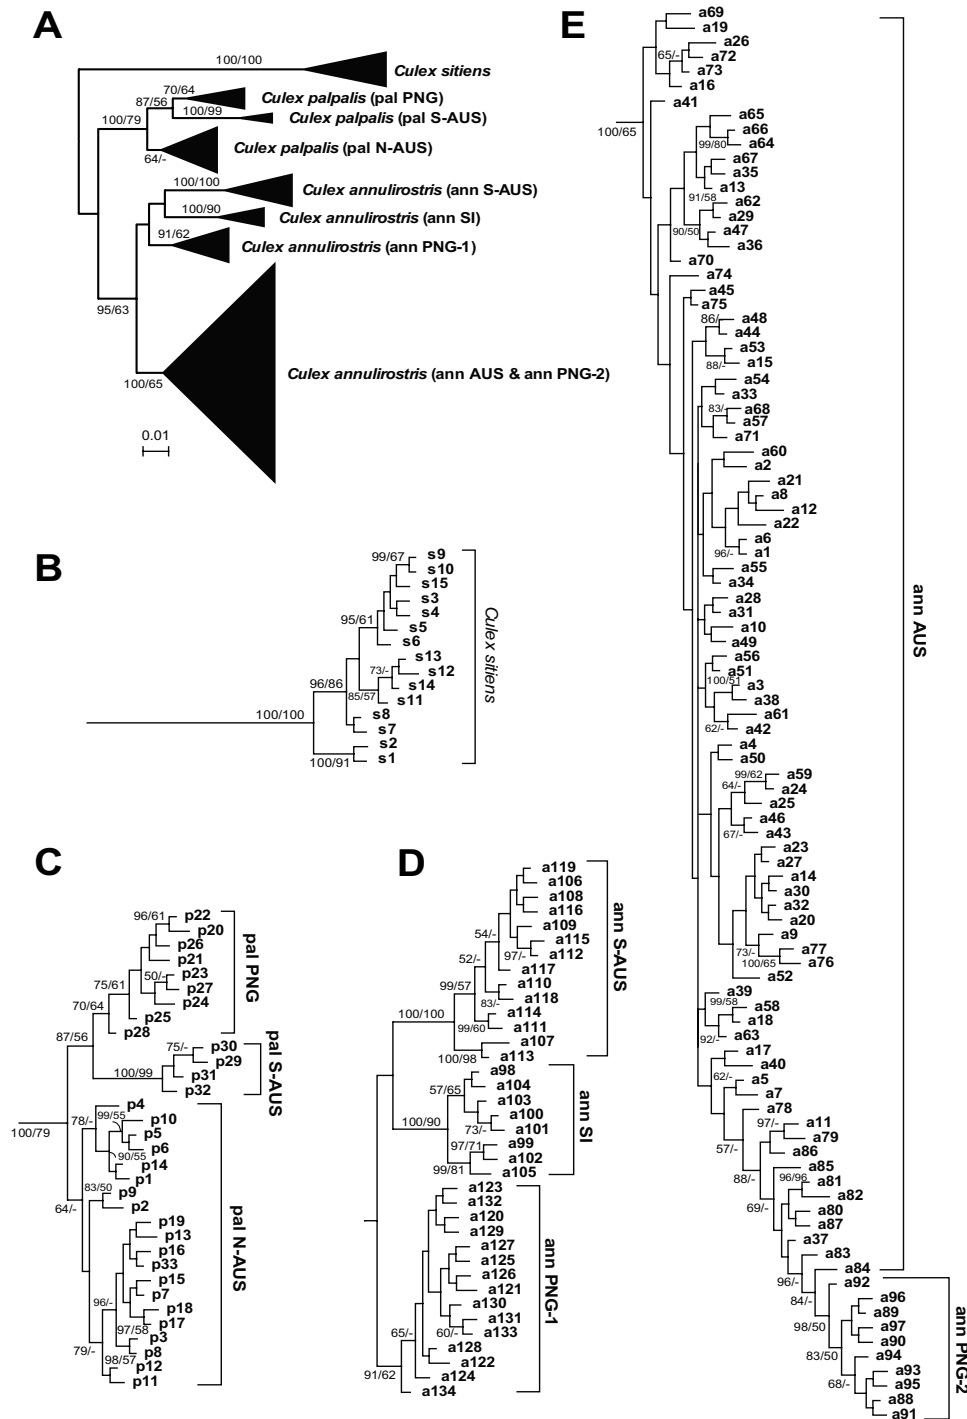 A
100/100
Culex sitiens
70/64
87/56
Culex palpalis (pal PNG)
100/99
Culex palpalis (pal S-AUS)
100/79
Culex palpalis (pal N-AUS)
64/-
100/100
Culex annulirostris (ann S-AUS)
100/90
Culex annulirostris (ann SI)
91/62
Culex annulirostris (ann PNG-1)
95/63
100/65
Culex annulirostris (ann AUS & ann PNG-2)
0.01
B
99/67
s9
s10
s15
s3
s4
95/61
s5
s6
s13
73/-
s12
s14
96/86
85/57
s11
s8
100/100
s7
s2
100/91
s1
Culex sitiens
C
96/61
p22
p20
p26
p21
75/61
50/-
p23
p27
p24
70/64
p25
p28
pal PNG
87/56
75/-
p30
p29
100/99
p31
p32
pal S-AUS
100/79
p4
78/-
99/55
p10
p5
p6
90/55
p14
p1
83/50
p9
64/-
p2
p19
p13
p16
p33
p15
96/-
p7
p18
97/58
p17
p3
79/-
p8
98/57
p12
p11
pal N-AUS
D
a119
a106
a108
a116
a109
54/-
a115
97/-
a112
52/-
a117
a110
99/57
83/-
a118
a114
100/100
99/60
a111
a107
100/98
a113
ann S-AUS
a98
57/65
a104
a103
a100
100/90
73/-
a101
97/71
a99
a102
99/81
a105
ann SI
a123
a132
a120
a129
a127
a125
a126
a121
a130
a131
65/-
60/-
a133
a128
a122
91/62
a124
a134
ann PNG-1
E
a69
a19
a26
65/-
a72
a73
a16
a41
100/65
a65
a66
99/80
a64
a67
a35
a13
91/58
a62
a29
90/50
a47
a36
a70
a74
a45
a75
86/-
a48
a44
a53
88/-
a15
a54
a33
83/-
a68
a57
a71
a60
a2
a21
a8
a12
a22
a6
96/-
a1
a55
a34
a28
a31
a10
a49
a56
a51
100/51
a3
a38
a61
62/-
a42
a4
a50
99/62
a59
64/-
a24
a25
a46
67/-
a43
a23
a27
a14
a30
a32
a20
a9
73/-
a77
100/65
a76
a52
a39
99/58
a58
a18
92/-
a63
a17
a40
62/-
a5
a7
a78
97/-
a11
a79
57/-
a86
a85
88/-
96/96
a81
a82
69/-
a80
a87
a37
a83
96/-
a84
ann AUS
84/-
a92
a96
a89
98/50
a97
a90
83/50
a94
68/-
a93
a95
a88
a91
ann PNG-2